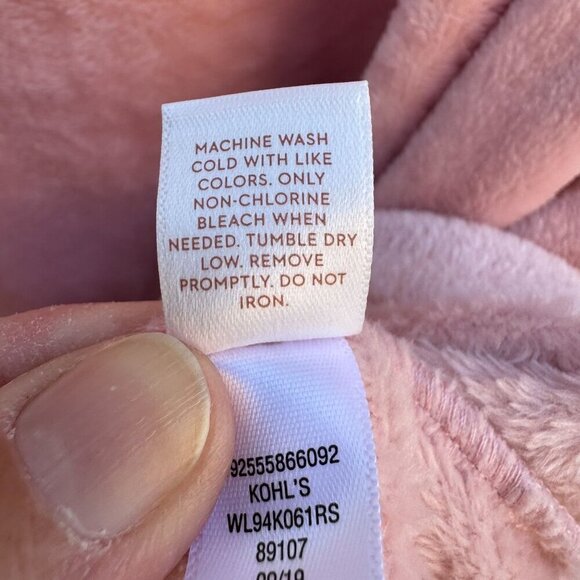 MACHINE WASH
COLD WITH LIKE
COLORS. ONLY
NON-CHLORINE
BLEACH WHEN
NEEDED. TUMBLE DRY
LOW. REMOVE
PROMPTLY. DO NOT
IRON.
92555866092
KOHL'S
WL94K061RS
89107